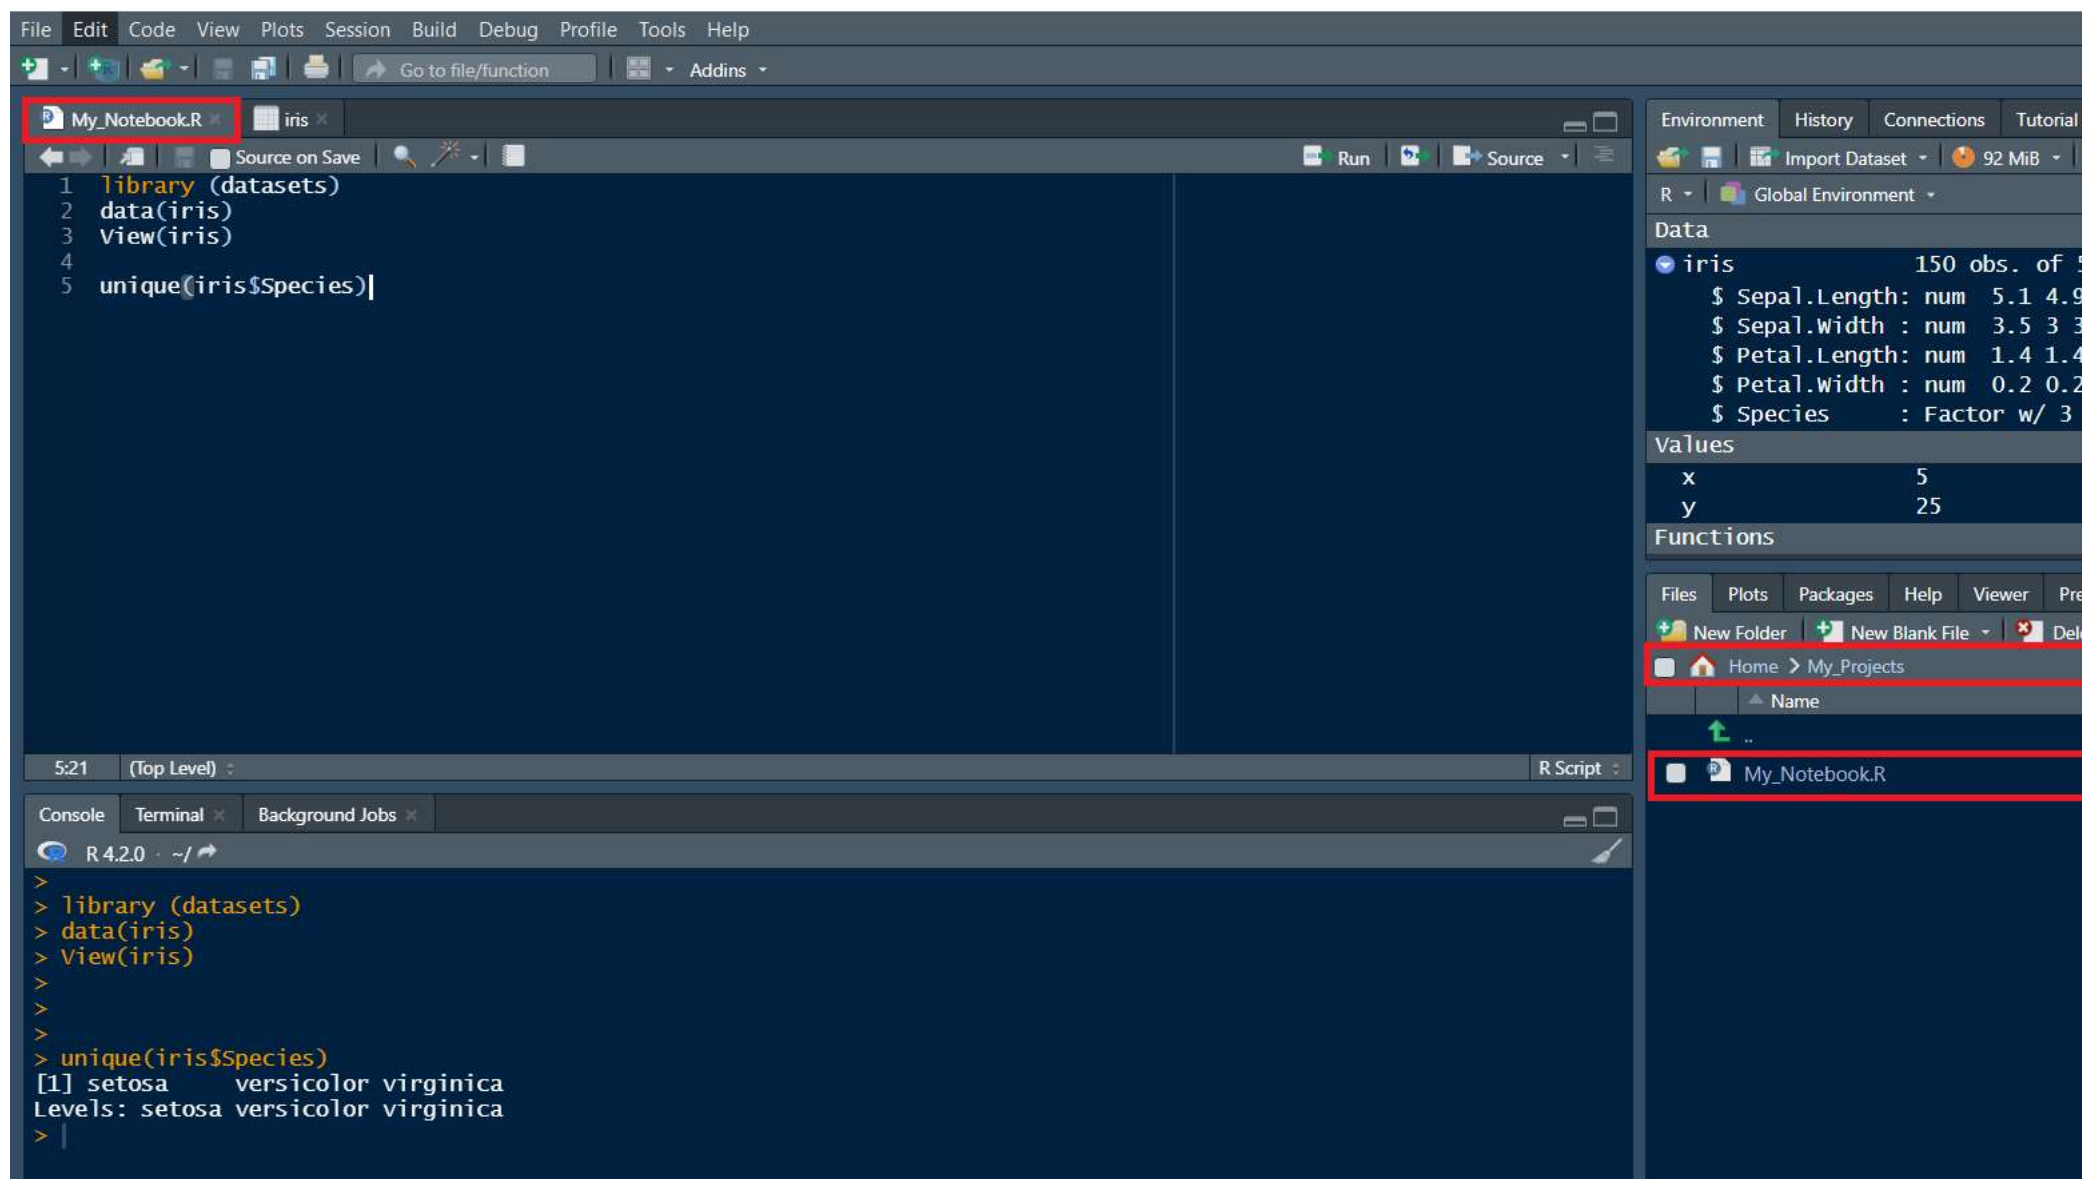 File Edit Code View Plots Session Build Debug Profile Tools Help
Go to file/function Addins
My_Notebook.R iris
Source on Save Run Source
1 library (datasets)
2 data(iris)
3 View(iris)
4
5 unique(iris$Species)
5:21 (Top Level) R Script
Console Terminal Background Jobs
R 4.2.0 · ~/
>
> library (datasets)
> data(iris)
> View(iris)
>
>
>
> unique(iris$Species)
[1] setosa     versicolor virginica
Levels: setosa versicolor virginica
>
Environment History Connections Tutorial
Import Dataset 92 MiB
R Global Environment
Data
iris 150 obs. of 5
$ Sepal.Length: num 5.1 4.9
$ Sepal.Width : num 3.5 3 3
$ Petal.Length: num 1.4 1.4
$ Petal.Width : num 0.2 0.2
$ Species : Factor w/ 3
Values
x 5
y 25
Functions
Files Plots Packages Help Viewer Pre
New Folder New Blank File Dele
Home > My_Projects
Name
..
My_Notebook.R